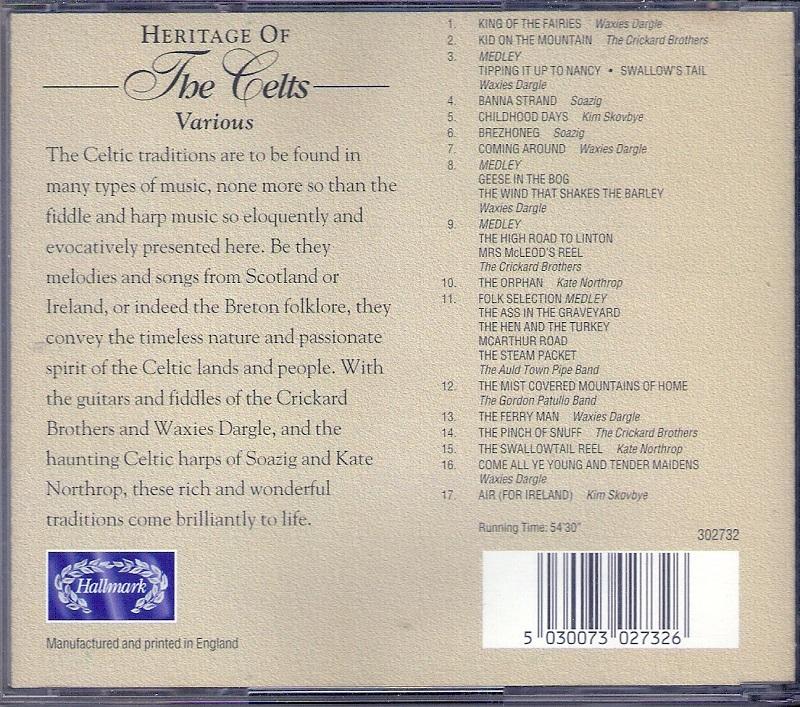 HERITAGE OF
The Celts
Various
The Celtic traditions are to be found in
many types of music, none more so than the
fiddle and harp music so eloquently and
evocatively presented here. Be they
melodies and songs from Scotland or
Ireland, or indeed the Breton folklore, they
convey the timeless nature and passionate
spirit of the Celtic lands and people. With
the guitars and fiddles of the Crickard
Brothers and Waxies Dargle, and the
haunting Celtic harps of Soazig and Kate
Northrop, these rich and wonderful
traditions come brilliantly to life.
Hallmark
Manufactured and printed in England
1. KING OF THE FAIRIES Waxies Dargle
2. KID ON THE MOUNTAIN The Crickard Brothers
3. MEDLEY
TIPPING IT UP TO NANCY • SWALLOW'S TAIL
Waxies Dargle
4. BANNA STRAND Soazig
5. CHILDHOOD DAYS Kim Skovbye
6. BREZHONEG Soazig
7. COMING AROUND Waxies Dargle
8. MEDLEY
GEESE IN THE BOG
THE WIND THAT SHAKES THE BARLEY
Waxies Dargle
9. MEDLEY
THE HIGH ROAD TO LINTON
MRS McLEOD'S REEL
The Crickard Brothers
10. THE ORPHAN Kate Northrop
11. FOLK SELECTION MEDLEY
THE ASS IN THE GRAVEYARD
THE HEN AND THE TURKEY
MCARTHUR ROAD
THE STEAM PACKET
The Auld Town Pipe Band
12. THE MIST COVERED MOUNTAINS OF HOME
The Gordon Patullo Band
13. THE FERRY MAN Waxies Dargle
14. THE PINCH OF SNUFF The Crickard Brothers
15. THE SWALLOWTAIL REEL Kate Northrop
16. COME ALL YE YOUNG AND TENDER MAIDENS
Waxies Dargle
17. AIR (FOR IRELAND) Kim Skovbye
Running Time: 54'30"
302732
5 030073 027326